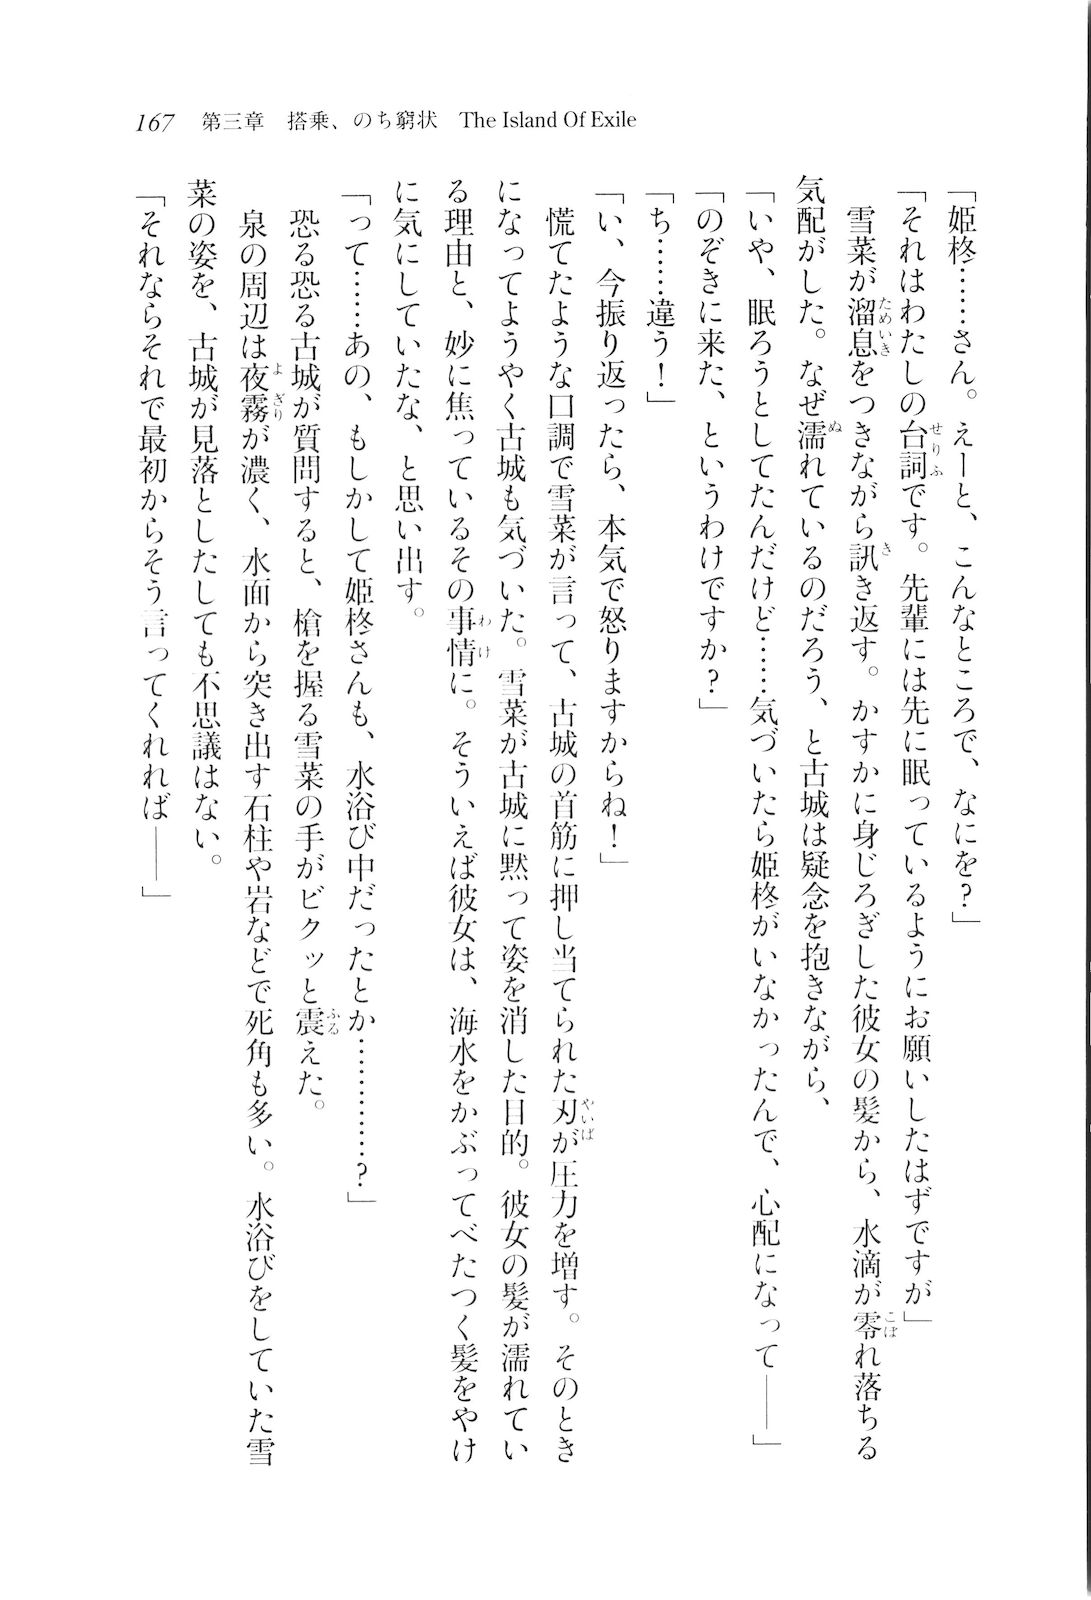 167　第三章　搭乗、のち窮状　The Island Of Exile
「姫柊……さん。えーと、こんなところで、なにを？」
「それはわたしの台詞です。先輩には先に眠っているようにお願いしたはずですが」
雪菜が溜息をつきながら訊き返す。かすかに身じろぎした彼女の髪から、水滴が零れ落ちる
気配がした。なぜ濡れているのだろう、と古城は疑念を抱きながら、
「いや、眠ろうとしてたんだけど……気づいたら姫柊がいなかったんで、心配になって――」
「のぞきに来た、というわけですか？」
「ち……違う！」
「い、今振り返ったら、本気で怒りますからね！」
慌てたような口調で雪菜が言って、古城の首筋に押し当てられた刃が圧力を増す。そのとき
になってようやく古城も気づいた。雪菜が古城に黙って姿を消した目的。彼女の髪が濡れてい
る理由と、妙に焦っているその事情に。そういえば彼女は、海水をかぶってべたつく髪をやけ
に気にしていたな、と思い出す。
「って……あの、もしかして姫柊さんも、水浴び中だったとか…………？」
恐る恐る古城が質問すると、槍を握る雪菜の手がビクッと震えた。
泉の周辺は夜霧が濃く、水面から突き出す石柱や岩などで死角も多い。水浴びをしていた雪
菜の姿を、古城が見落としたしても不思議はない。
「それならそれで最初からそう言ってくれれば――」